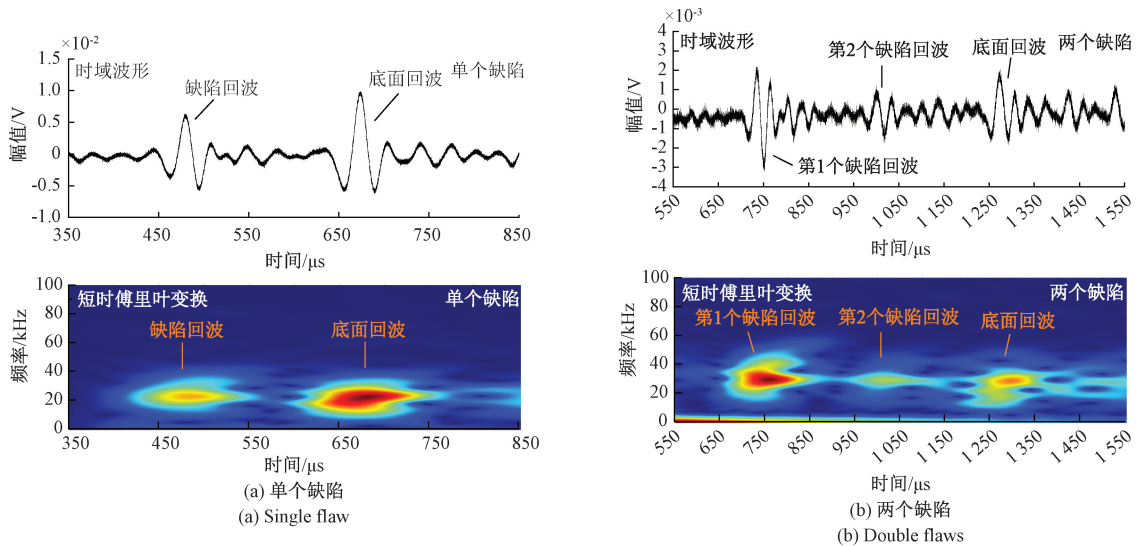 ×10⁻²
1.5
1.0
0.5
0
-0.5
-1.0
幅值/V
时域波形
缺陷回波
底面回波
单个缺陷
350
450
550
650
750
850
时间/μs
100
80
60
40
20
0
频率/kHz
短时傅里叶变换
单个缺陷
缺陷回波
底面回波
350
450
550
650
750
850
时间/μs
(a) 单个缺陷
(a) Single flaw
×10⁻³
4
3
2
1
0
-1
-2
-3
-4
幅值/V
时域波形
第2个缺陷回波
底面回波
两个缺陷
第1个缺陷回波
550
650
750
850
950
1 050
1 150
1 250
1 350
1 450
1 550
时间/μs
100
80
60
40
20
0
频率/kHz
短时傅里叶变换
两个缺陷
第1个缺陷回波
第2个缺陷回波
底面回波
550
650
750
850
950
1 050
1 150
1 250
1 350
1 450
1 550
时间/μs
(b) 两个缺陷
(b) Double flaws